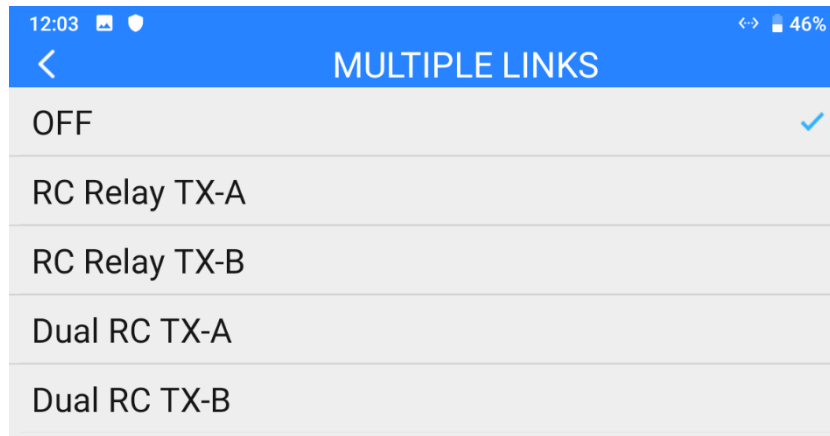 12:03 46%
MULTIPLE LINKS
OFF
RC Relay TX-A
RC Relay TX-B
Dual RC TX-A
Dual RC TX-B